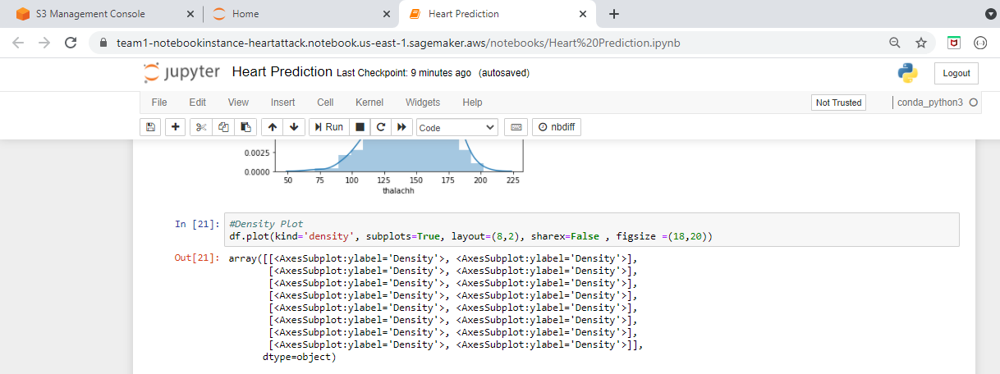 S3 Management Console
Home
Heart Prediction
team1-notebookinstance-heartattack.notebook.us-east-1.sagemaker.aws/notebooks/Heart%20Prediction.ipynb
jupyter Heart Prediction Last Checkpoint: 9 minutes ago (autosaved)
Logout
File Edit View Insert Cell Kernel Widgets Help
Not Trusted
conda_python3
Run
Code
nbdiff
0.0025
0.0000
50 75 100 125 150 175 200 225
thalachh
In [21]: #Density Plot
df.plot(kind='density', subplots=True, layout=(8,2), sharex=False , figsize =(18,20))
Out[21]: array([[<AxesSubplot:ylabel='Density'>, <AxesSubplot:ylabel='Density'>],
[<AxesSubplot:ylabel='Density'>, <AxesSubplot:ylabel='Density'>],
[<AxesSubplot:ylabel='Density'>, <AxesSubplot:ylabel='Density'>],
[<AxesSubplot:ylabel='Density'>, <AxesSubplot:ylabel='Density'>],
[<AxesSubplot:ylabel='Density'>, <AxesSubplot:ylabel='Density'>],
[<AxesSubplot:ylabel='Density'>, <AxesSubplot:ylabel='Density'>],
[<AxesSubplot:ylabel='Density'>, <AxesSubplot:ylabel='Density'>],
[<AxesSubplot:ylabel='Density'>, <AxesSubplot:ylabel='Density'>]],
dtype=object)